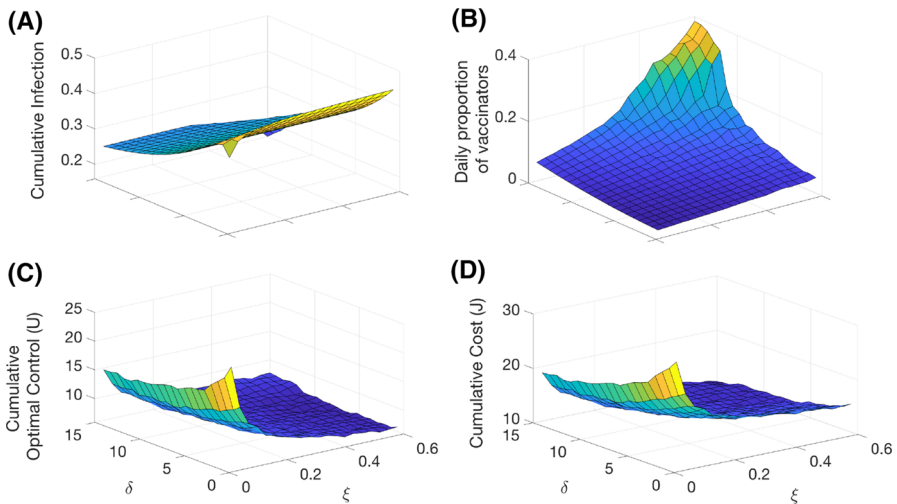 (A)
Cumulative Infection
0.5
0.4
0.3
0.2
(B)
Daily proportion
of vaccinators
0.4
0.2
0
(C)
Cumulative
Optimal Control (U)
25
20
15
10
15
10
5
0
δ
0
0.2
0.4
0.6
ξ
(D)
Cumulative Cost (J)
30
20
10
15
10
5
0
δ
0
0.2
0.4
0.6
ξ